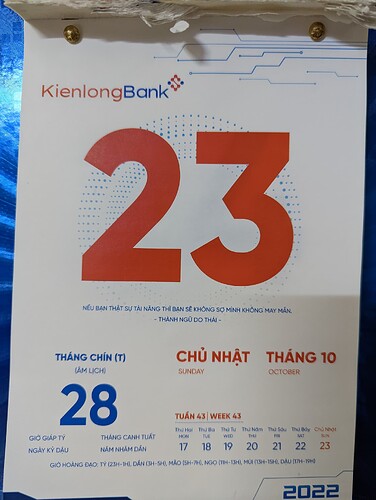 KienlongBank
23
NẾU BẠN THẬT SỰ TÀI NĂNG THÌ BẠN SẼ KHÔNG SỢ MÌNH KHÔNG MAY MẮN.
- THÀNH NGỮ DO THÁI -
THÁNG CHÍN (T)
(ÂM LỊCH)
28
CHỦ NHẬT THÁNG 10
SUNDAY OCTOBER
TUẦN 43 | WEEK 43
Thứ Hai Thứ Ba Thứ Tư Thứ Năm Thứ Sáu Thứ Bảy Chủ Nhật
MON TUE WED THU FRI SAT SUN
17 18 19 20 21 22 23
GIỜ GIÁP TÝ THÁNG CANH TUẤT
NGÀY KỶ DẬU NĂM NHÂM DẦN
GIỜ HOÀNG ĐẠO: TÝ (23H-1H), DẦN (3H-5H), MÃO (5H-7H), NGỌ (11H-13H), MÙI (13H-15H), DẬU (17H-19H)
2022